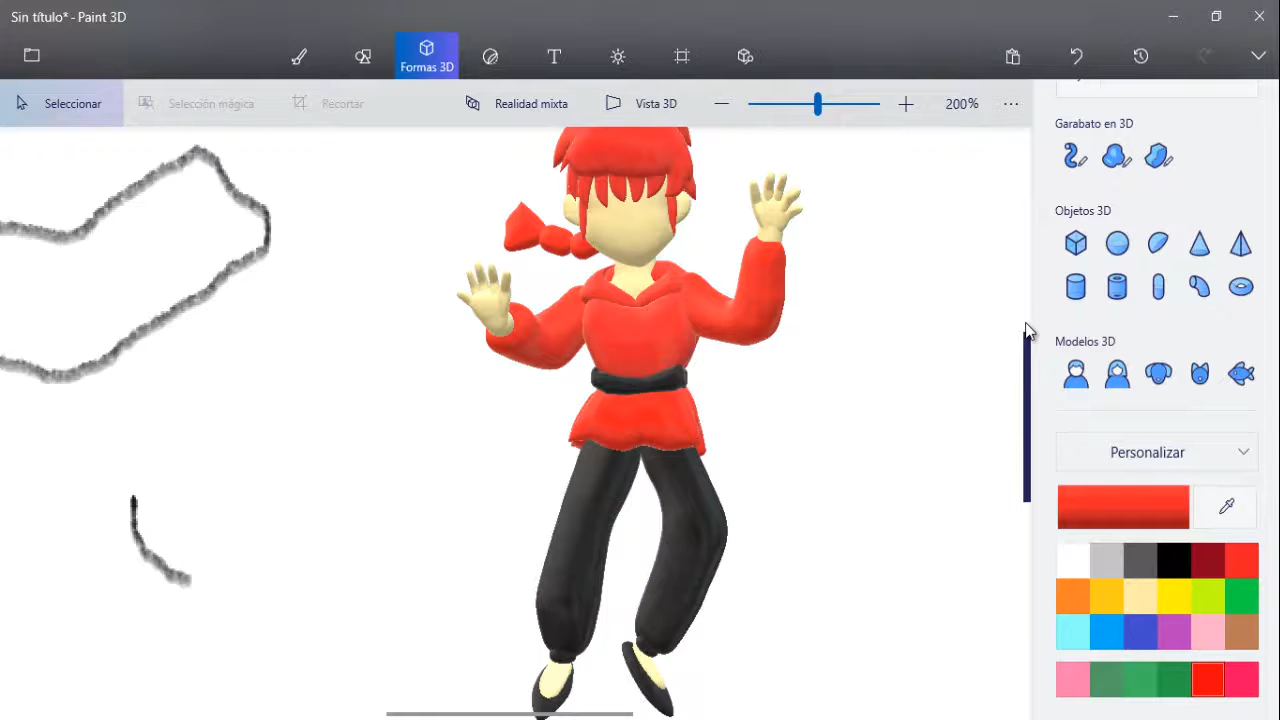 Sin título* - Paint 3D
Formas 3D
Seleccionar
Selección mágica
Recortar
Realidad mixta
Vista 3D
200%
Garabato en 3D
Objetos 3D
Modelos 3D
Personalizar